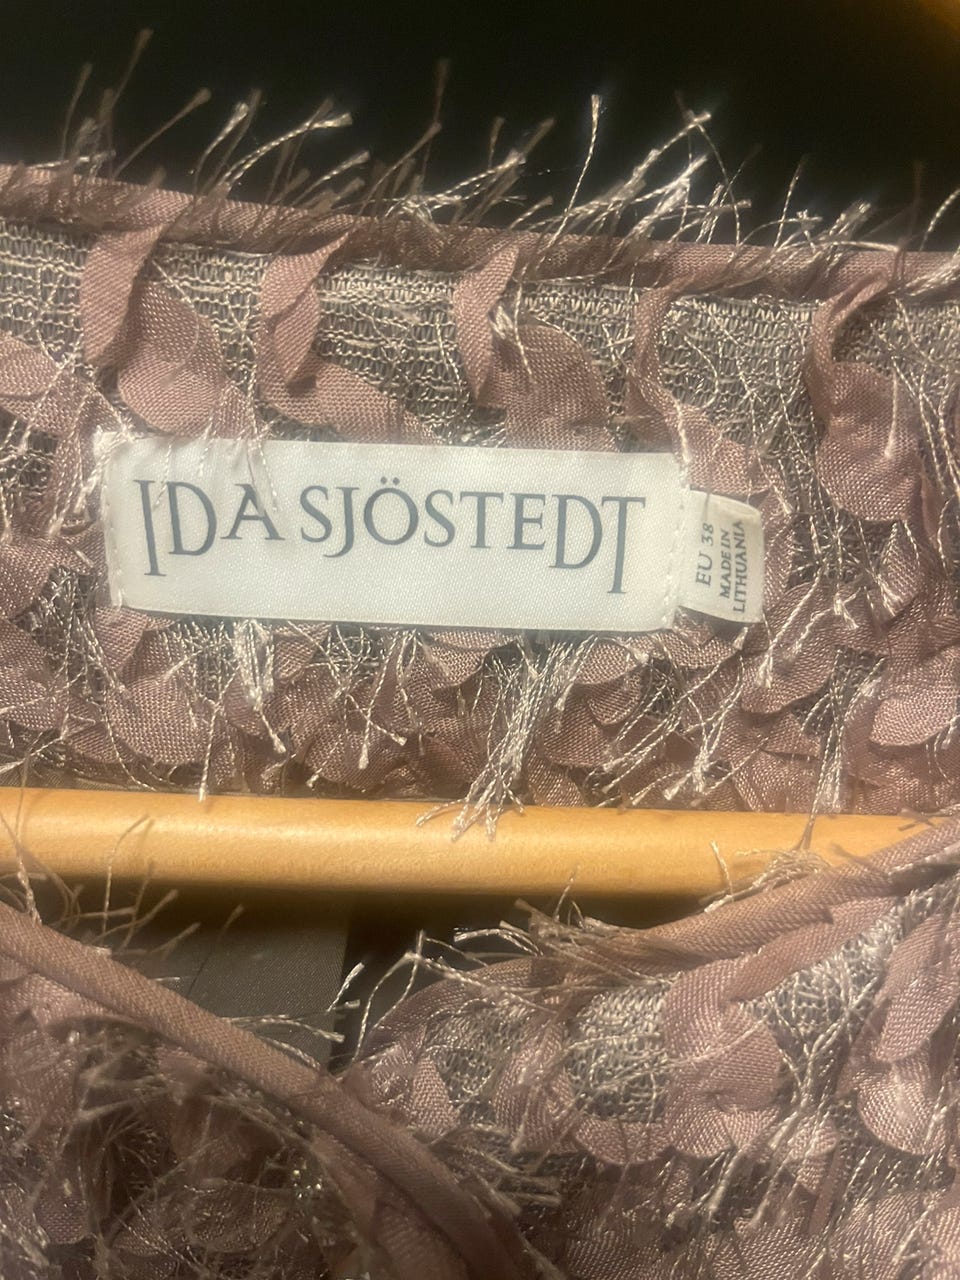 IDA SJÖSTEDT
EU 38
MADE IN
LITHUANIA